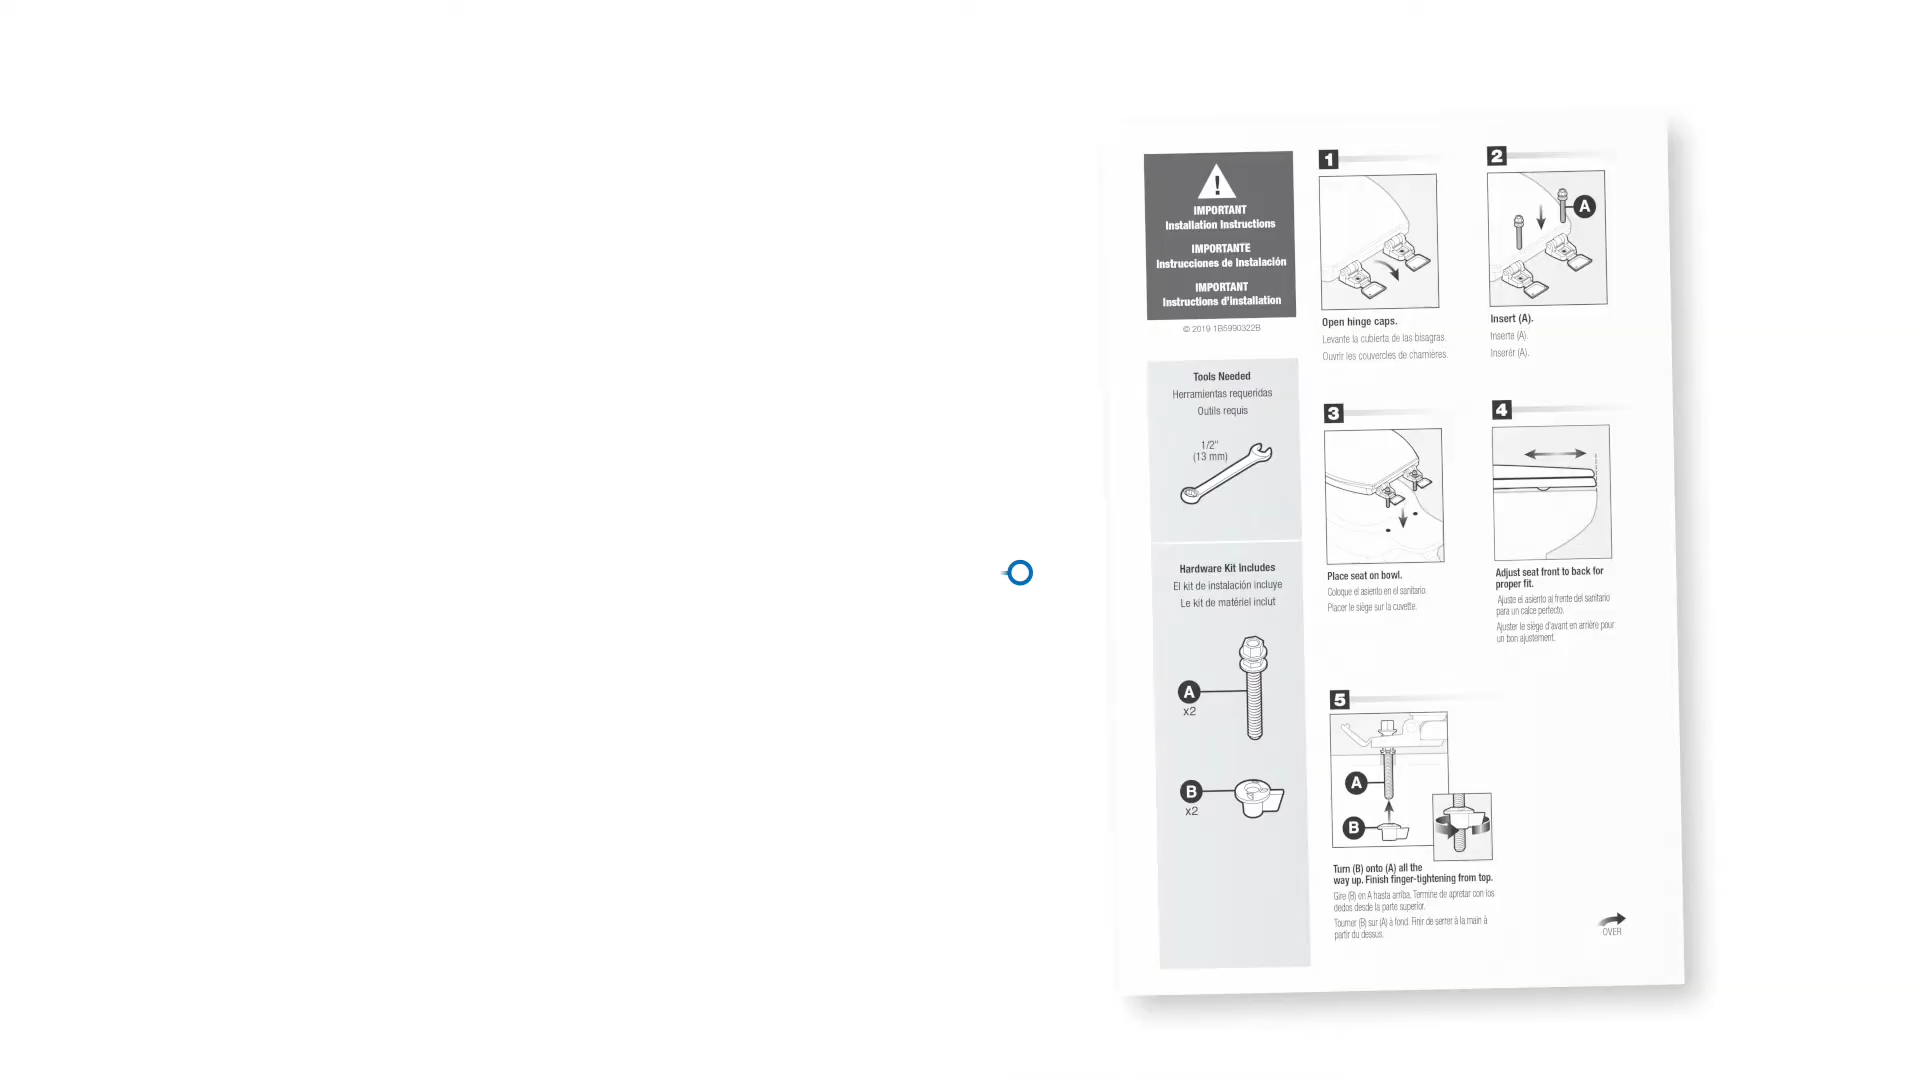 IMPORTANT
Installation Instructions
IMPORTANTE
Instrucciones de Instalación
IMPORTANT
Instructions d'installation
© 2019 1B5990322B
Tools Needed
Herramientas requeridas
Outils requis
1/2"
(13 mm)
Hardware Kit Includes
El kit de instalación incluye
Le kit de matériel inclut
A
x2
B
x2
1
Open hinge caps.
Levante la cubierta de las bisagras.
Ouvrir les couvercles de charnières.
2
A
Insert (A).
Inserte (A).
Insérér (A).
3
Place seat on bowl.
Coloque el asiento en el sanitario.
Placer le siège sur la cuvette.
4
Adjust seat front to back for
proper fit.
Ajuste el asiento al frente del sanitario
para un calce perfecto.
Ajuster le siège d'avant en arrière pour
un bon ajustement.
5
A
B
Turn (B) onto (A) all the
way up. Finish finger-tightening from top.
Gire (B) en A hasta arriba. Termine de apretar con los
dedos desde la parte superior.
Tourner (B) sur (A) à fond. Finir de serrer à la main à
partir du dessus.
OVER